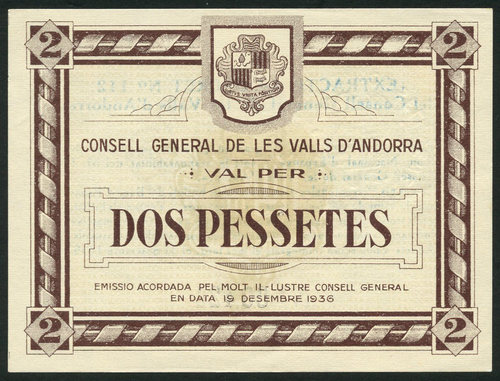 2 2
CONSELL GENERAL DE LES VALLS D'ANDORRA
VAL PER
DOS PESSETES
EMISSIO ACORDADA PEL MOLT IL-LUSTRE CONSELL GENERAL
EN DATA 19 DESEMBRE 1936
2 2